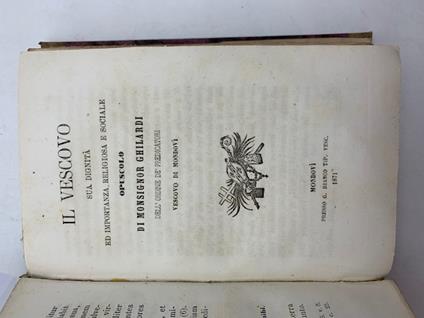 IL VESCOVO
SUA DIGNITÀ
ED IMPORTANZA RELIGIOSA E SOCIALE
OPUSCOLO
DI MONSIGNOR GHILARDI
DELL'ORDINE DE' PREDICATORI
VESCOVO DI MONDOVÌ
MONDOVÌ
PRESSO G. BIANCO TIP. VESC.
1871